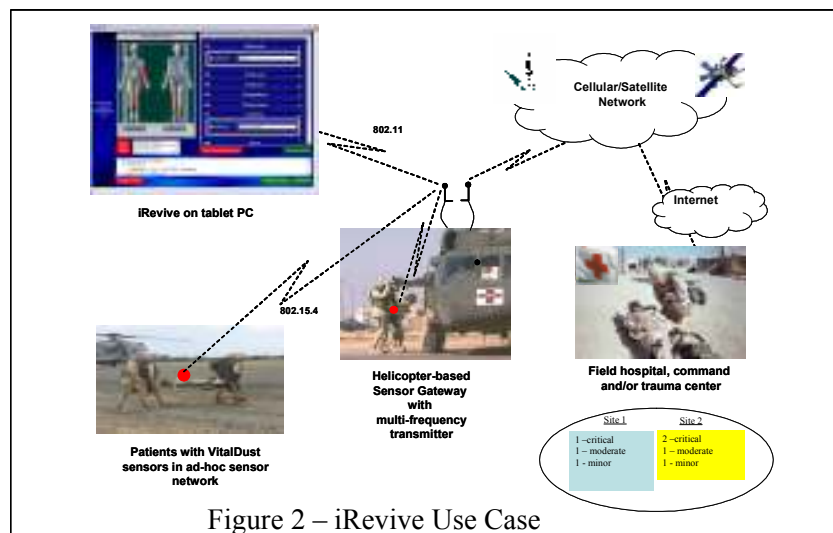 Cellular/Satellite
Network
802.11
Internet
iRevive on tablet PC
802.15.4
Helicopter-based
Sensor Gateway
with
multi-frequency
transmitter
Field hospital, command
and/or trauma center
Patients with VitalDust
sensors in ad-hoc sensor
network
Site 1
1 –critical
1 – moderate
1 - minor
Site 2
2 –critical
1 – moderate
1 - minor
Figure 2 – iRevive Use Case